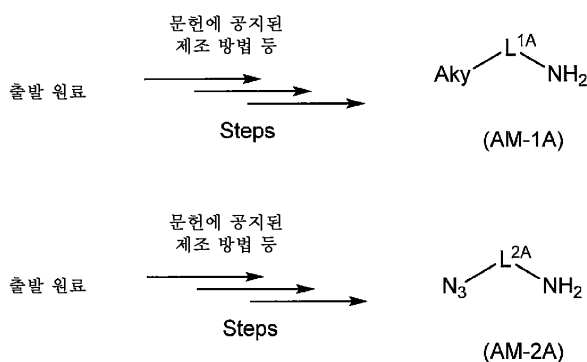 문헌에 공지된
제조 방법 등
출발 원료
Steps
Aky L1A NH2
(AM-1A)
문헌에 공지된
제조 방법 등
출발 원료
Steps
N3 L2A NH2
(AM-2A)